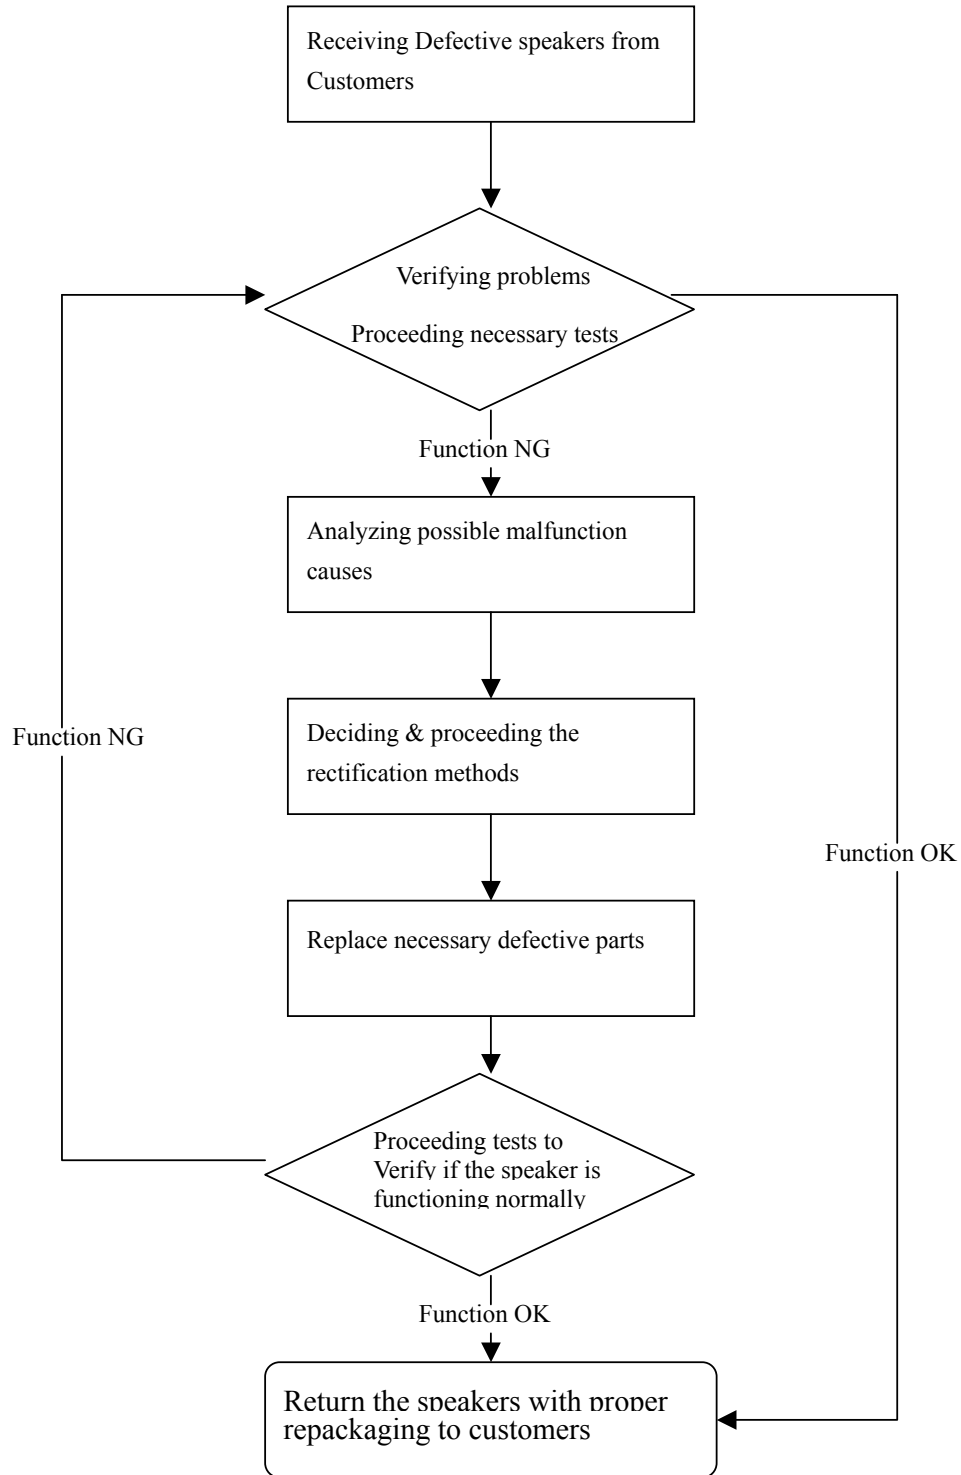 Receiving Defective speakers from
Customers
Verifying problems
Proceeding necessary tests
Function NG
Analyzing possible malfunction
causes
Deciding & proceeding the
rectification methods
Function NG
Function OK
Replace necessary defective parts
Proceeding tests to
Verify if the speaker is
functioning normally
Function OK
Return the speakers with proper
repackaging to customers